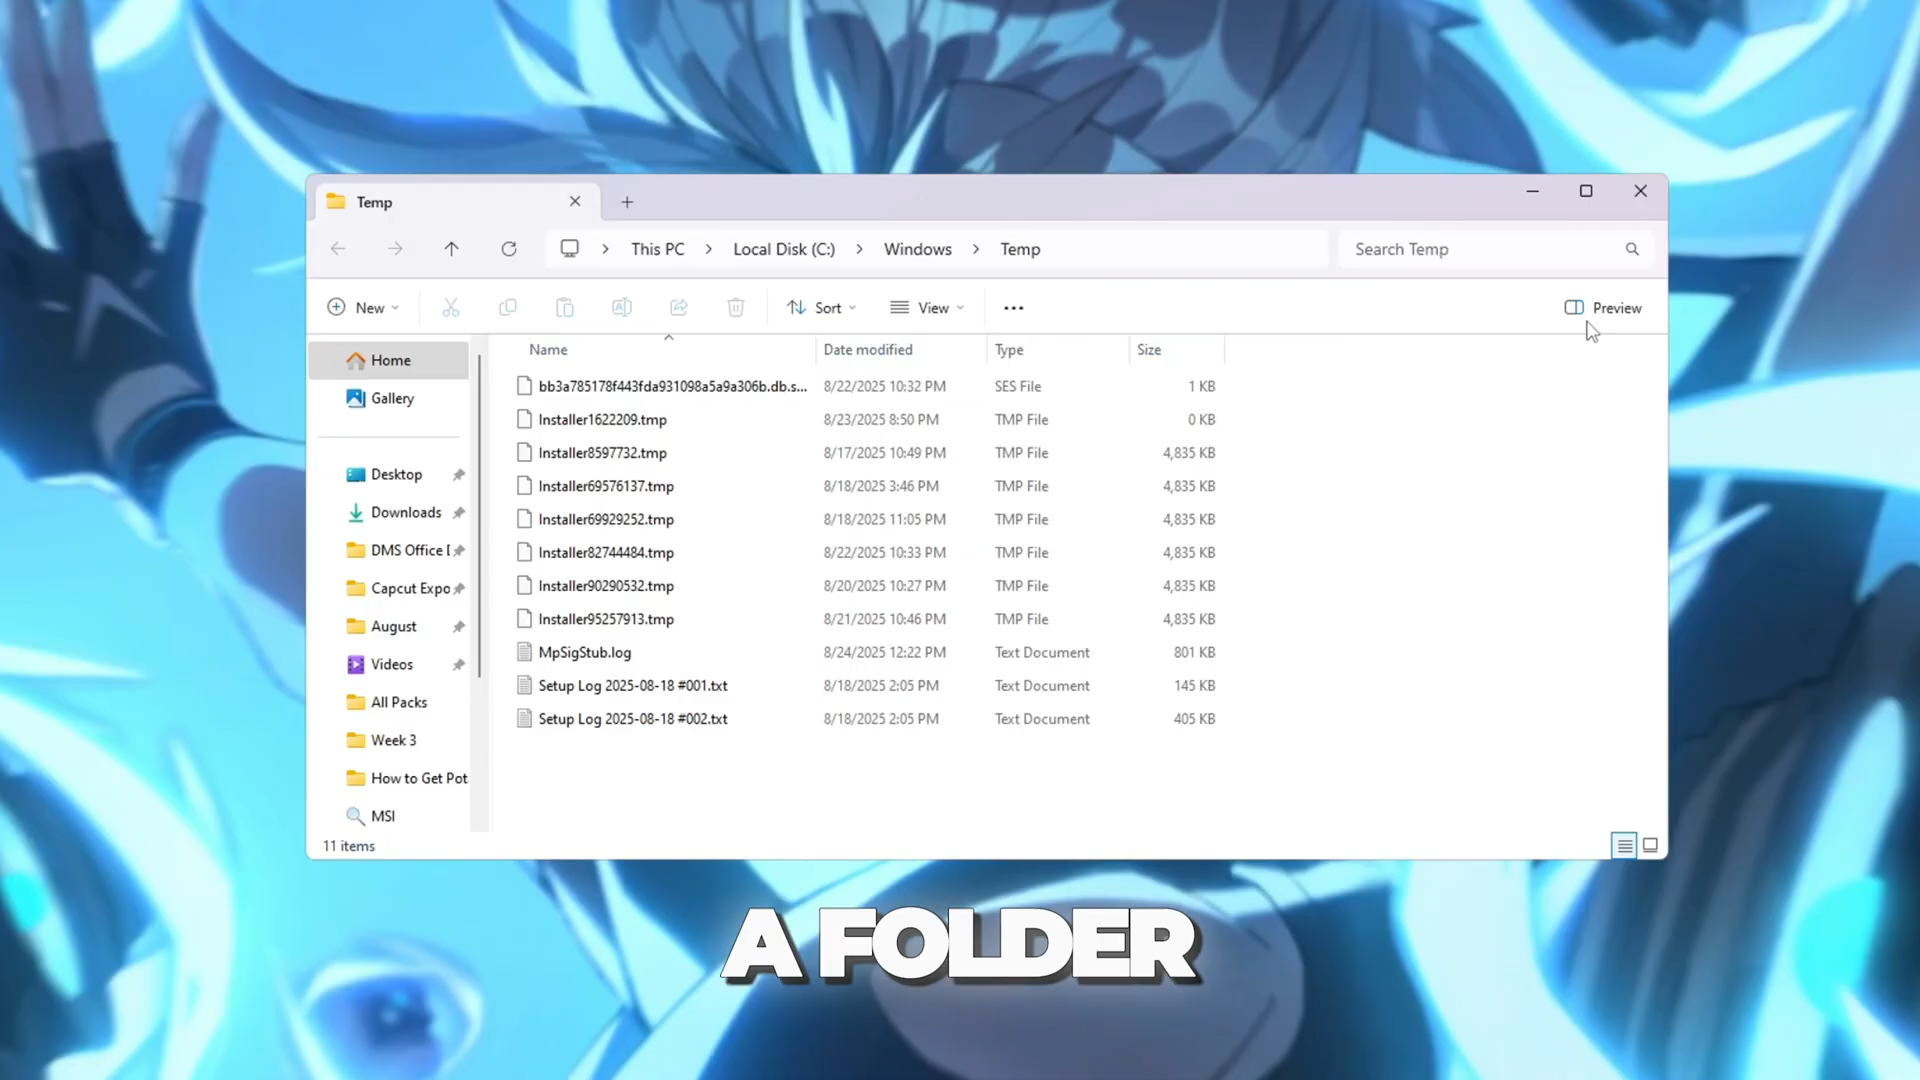 Temp
This PC > Local Disk (C:) > Windows > Temp
Search Temp
New
Sort
View
Preview
Name Date modified Type Size
bb3a785178f443fda931098a5a9a306b.db.s... 8/22/2025 10:32 PM SES File 1 KB
Installer1622209.tmp 8/23/2025 8:50 PM TMP File 0 KB
Installer8597732.tmp 8/17/2025 10:49 PM TMP File 4,835 KB
Installer69576137.tmp 8/18/2025 3:46 PM TMP File 4,835 KB
Installer69929252.tmp 8/18/2025 11:05 PM TMP File 4,835 KB
Installer82744484.tmp 8/22/2025 10:33 PM TMP File 4,835 KB
Installer90290532.tmp 8/20/2025 10:27 PM TMP File 4,835 KB
Installer95257913.tmp 8/21/2025 10:46 PM TMP File 4,835 KB
MpSigStub.log 8/24/2025 12:22 PM Text Document 801 KB
Setup Log 2025-08-18 #001.txt 8/18/2025 2:05 PM Text Document 145 KB
Setup Log 2025-08-18 #002.txt 8/18/2025 2:05 PM Text Document 405 KB
Home
Gallery
Desktop
Downloads
DMS Office
Capcut Expo
August
Videos
All Packs
Week 3
How to Get Pot
MSI
11 items
A FOLDER